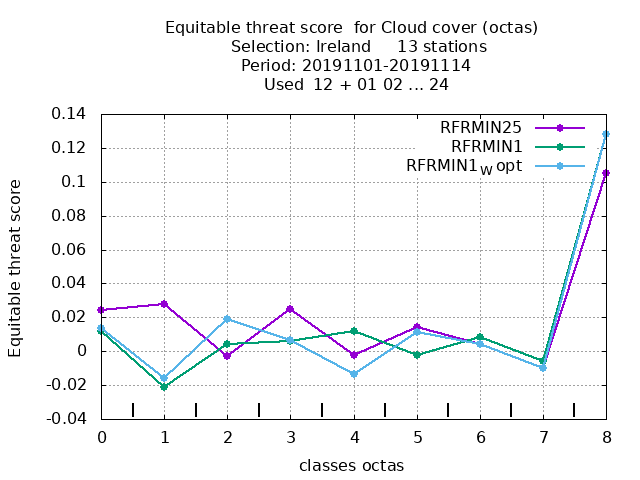 Equitable threat score  for Cloud cover (octas)
Selection: Ireland     13 stations
Period: 20191101-20191114
Used  12 + 01 02 ... 24
0.14
0.12
0.1
0.08
0.06
0.04
0.02
0
-0.02
-0.04
Equitable threat score
RFRMIN25
RFRMIN1
RFRMIN1W opt
0 1 2 3 4 5 6 7 8
classes octas